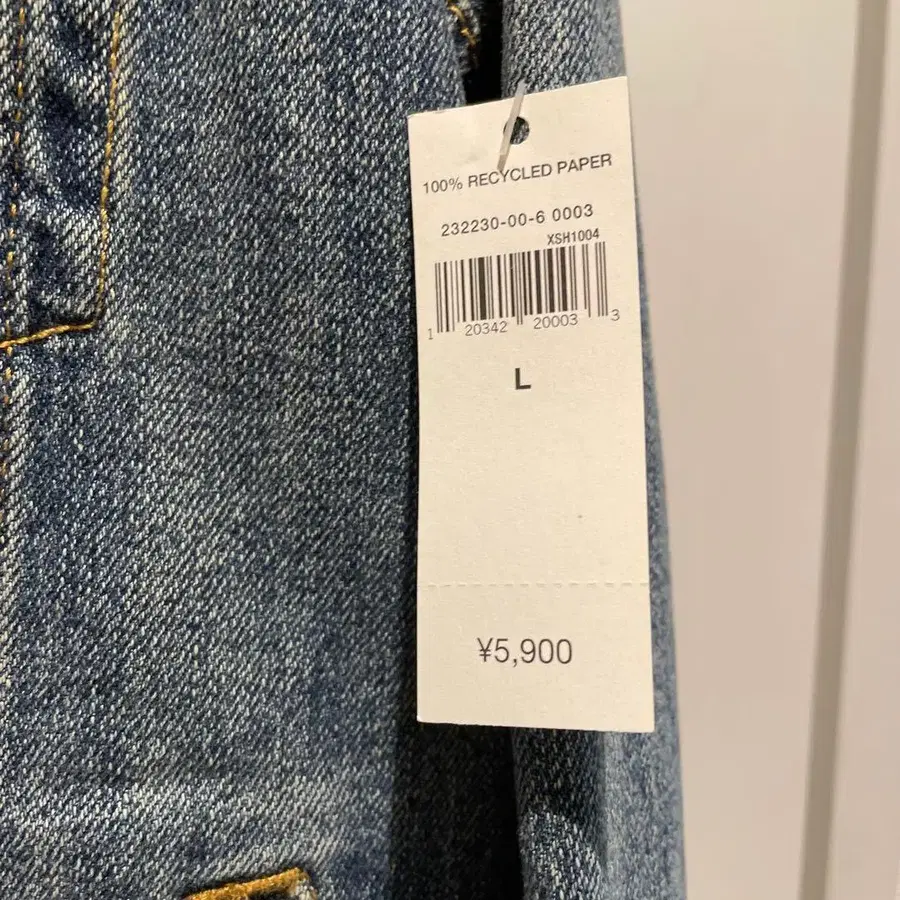 100% RECYCLED PAPER
232230-00-6 0003
XSH1004
1 20342 20003 3
L
¥5,900